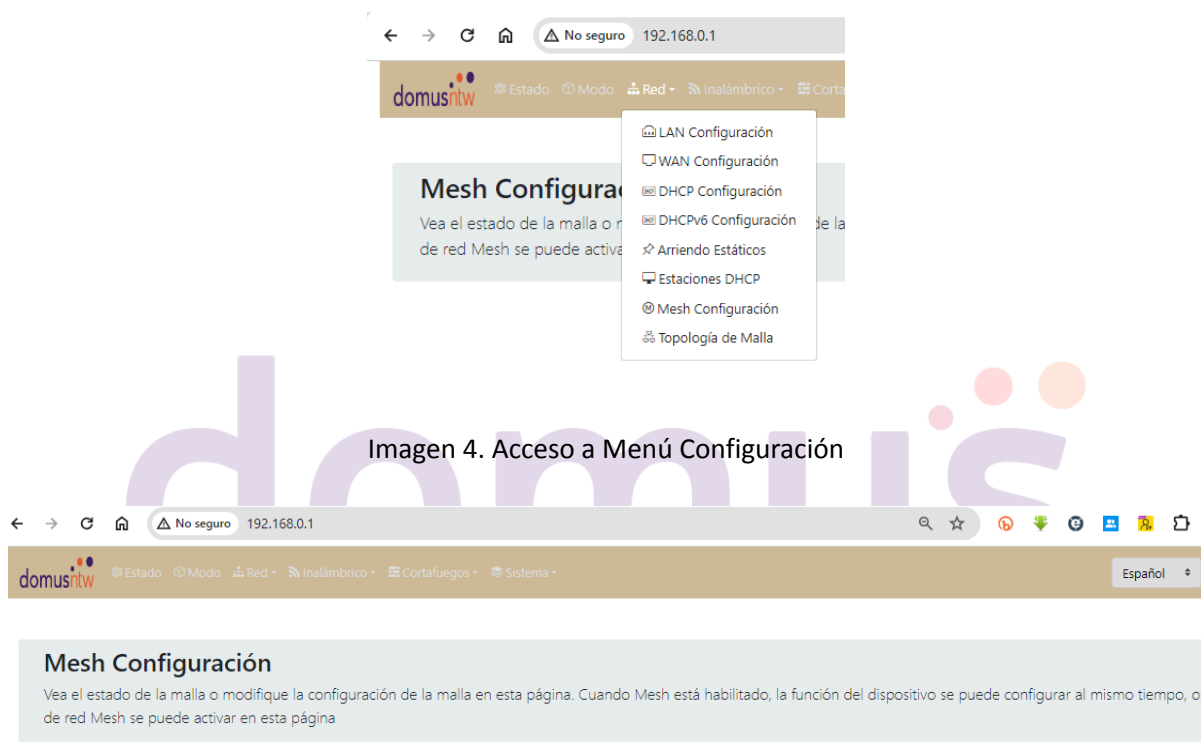 No seguro 192.168.0.1
domusntw Estado Modo Red Inalámbrico Corta
LAN Configuración
WAN Configuración
DHCP Configuración
DHCPv6 Configuración
Arriendo Estáticos
Estaciones DHCP
Mesh Configuración
Topología de Malla
Mesh Configura
Vea el estado de la malla o de la
de red Mesh se puede activa
domus
Imagen 4. Acceso a Menú Configuración
No seguro 192.168.0.1
domusntw Estado Modo Red Inalámbrico Cortafuegos Sistema Español
Mesh Configuración
Vea el estado de la malla o modifique la configuración de la malla en esta página. Cuando Mesh está habilitado, la función del dispositivo se puede configurar al mismo tiempo, o
de red Mesh se puede activar en esta página